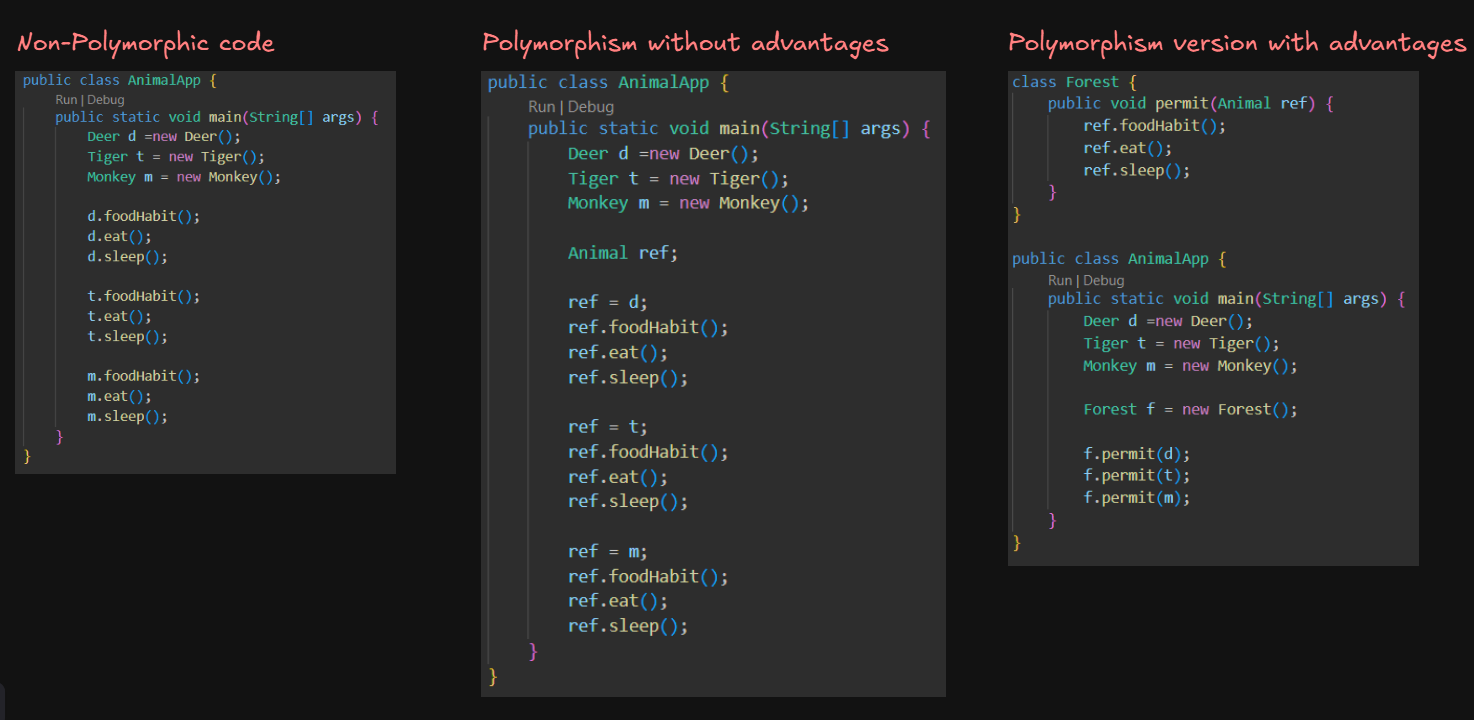 Non-Polymorphic code
public class AnimalApp {
Run | Debug
public static void main(String[] args) {
Deer d =new Deer();
Tiger t = new Tiger();
Monkey m = new Monkey();
d.foodHabit();
d.eat();
d.sleep();
t.foodHabit();
t.eat();
t.sleep();
m.foodHabit();
m.eat();
m.sleep();
}
}
Polymorphism without advantages
public class AnimalApp {
Run | Debug
public static void main(String[] args) {
Deer d =new Deer();
Tiger t = new Tiger();
Monkey m = new Monkey();
Animal ref;
ref = d;
ref.foodHabit();
ref.eat();
ref.sleep();
ref = t;
ref.foodHabit();
ref.eat();
ref.sleep();
ref = m;
ref.foodHabit();
ref.eat();
ref.sleep();
}
}
Polymorphism version with advantages
class Forest {
public void permit(Animal ref) {
ref.foodHabit();
ref.eat();
ref.sleep();
}
}
public class AnimalApp {
Run | Debug
public static void main(String[] args) {
Deer d =new Deer();
Tiger t = new Tiger();
Monkey m = new Monkey();
Forest f = new Forest();
f.permit(d);
f.permit(t);
f.permit(m);
}
}